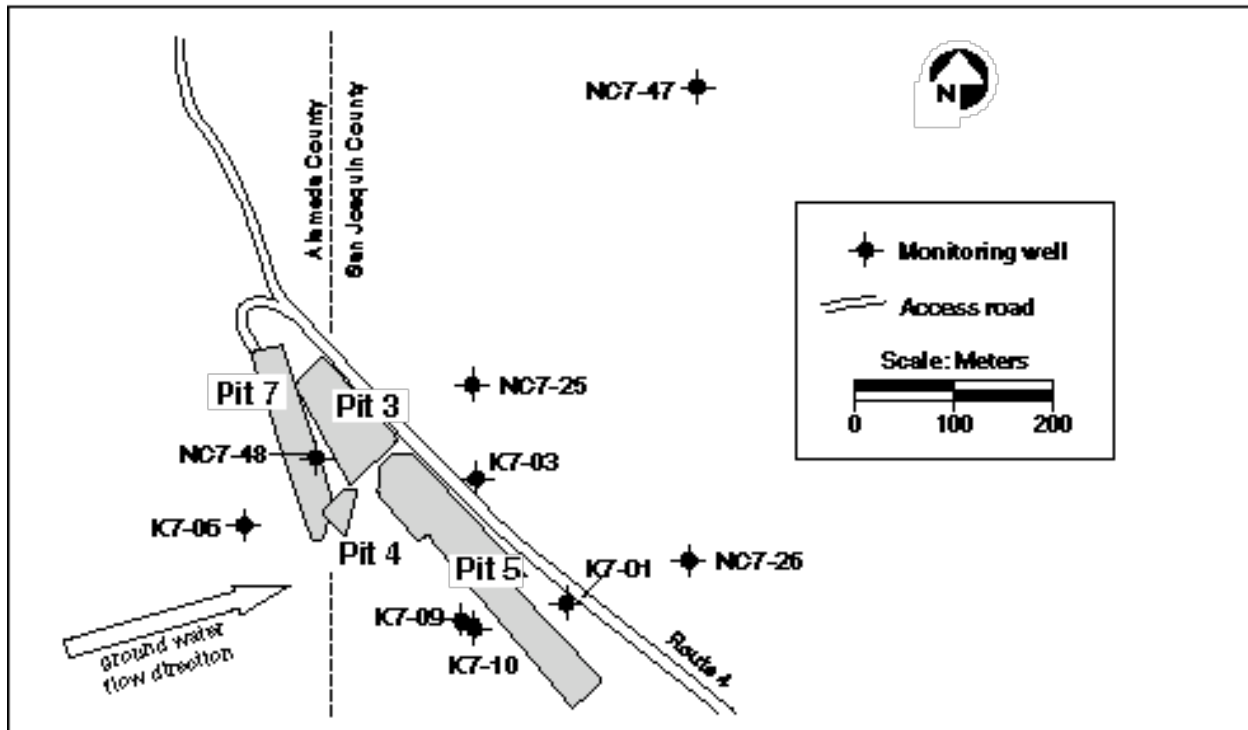 NC7-47
N
Alameda County
San Joaquin County
Monitoring well
Access road
Scale: Meters
0 100 200
Pit 7
Pit 3
NC7-25
NC7-48
K7-03
K7-06
Pit 4
Pit 5
K7-01
NC7-26
K7-09
K7-10
ground water
flow direction
Route 4